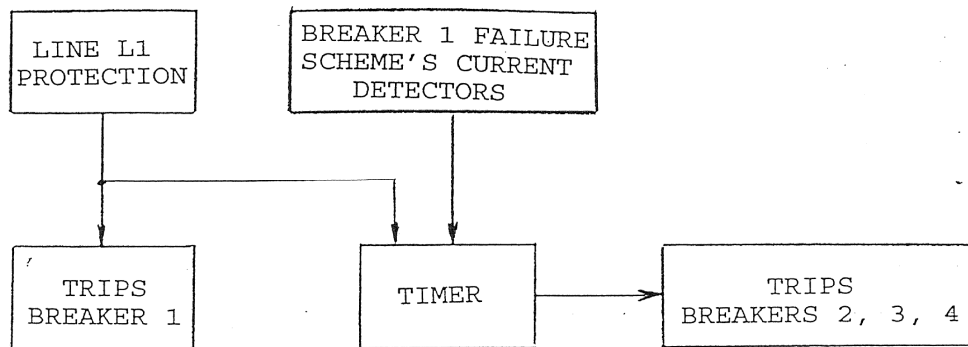 LINE L1
PROTECTION
BREAKER 1 FAILURE
SCHEME'S CURRENT
DETECTORS
TRIPS
BREAKER 1
TIMER
TRIPS
BREAKERS 2, 3, 4